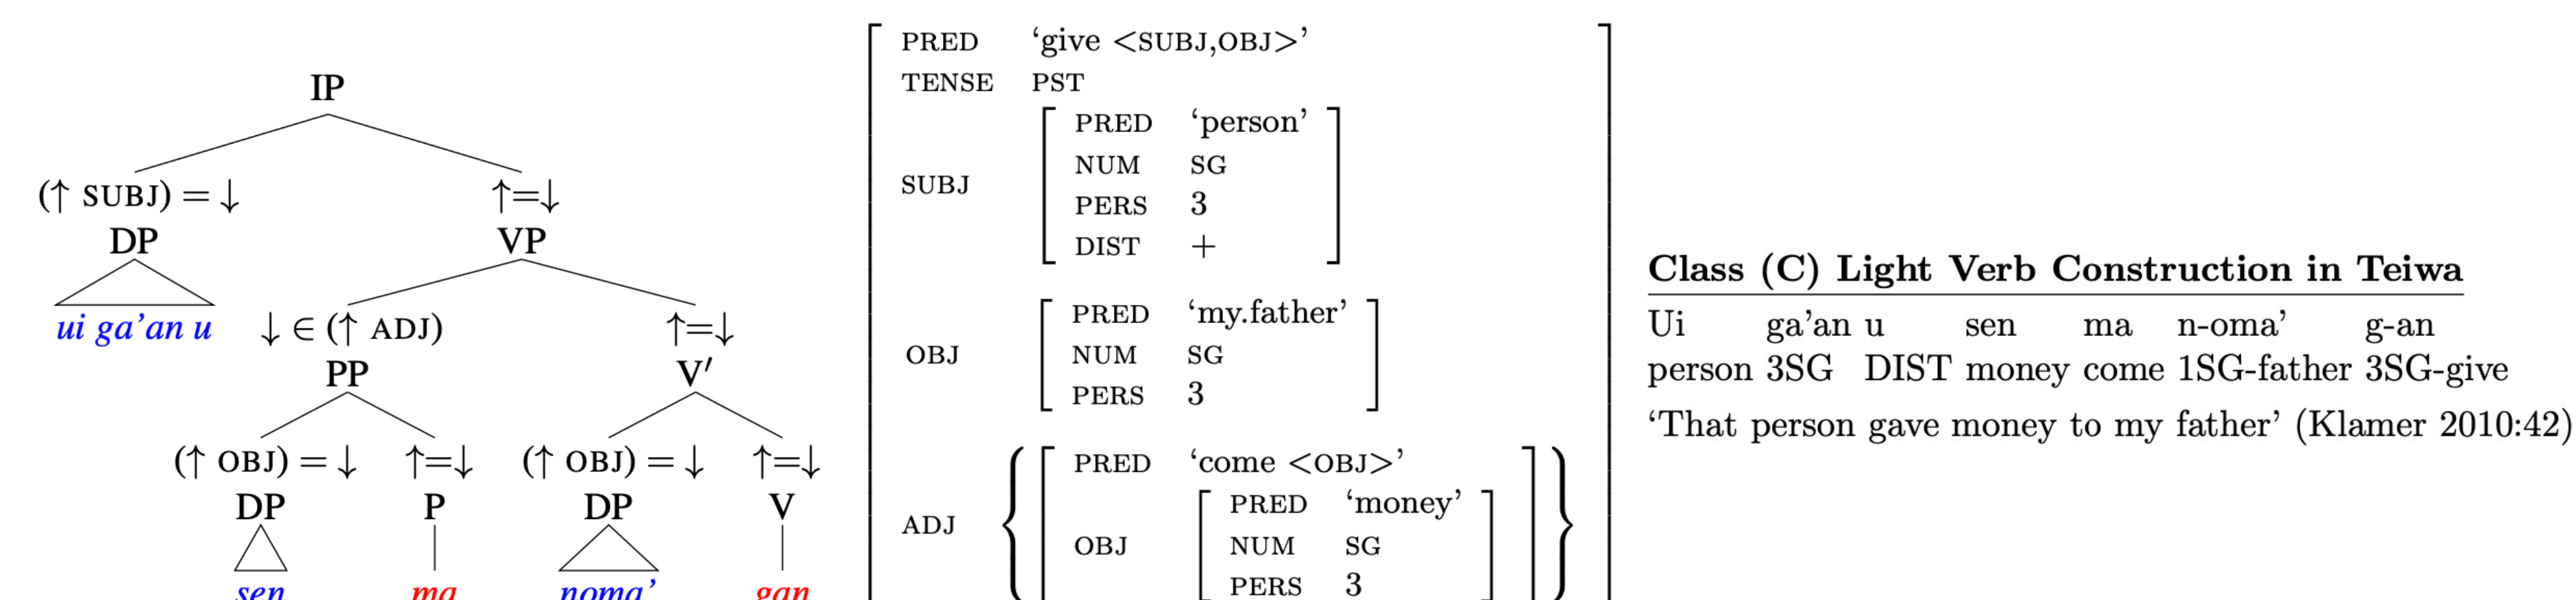 IP
(↑ SUBJ) = ↓ ↑=↓
DP VP
ui ga’an u
↓ ∈ (↑ ADJ) ↑=↓
PP V′
(↑ OBJ) = ↓ ↑=↓ (↑ OBJ) = ↓ ↑=↓
DP P DP V
sen ma noma’ gan
PRED ‘give <SUBJ,OBJ>’
TENSE PST
SUBJ
PRED ‘person’
NUM SG
PERS 3
DIST +
OBJ
PRED ‘my.father’
NUM SG
PERS 3
ADJ
PRED ‘come <OBJ>’
OBJ
PRED ‘money’
NUM SG
PERS 3
Class (C) Light Verb Construction in Teiwa
Ui ga’an u sen ma n-oma’ g-an
person 3SG DIST money come 1SG-father 3SG-give
‘That person gave money to my father’ (Klamer 2010:42)